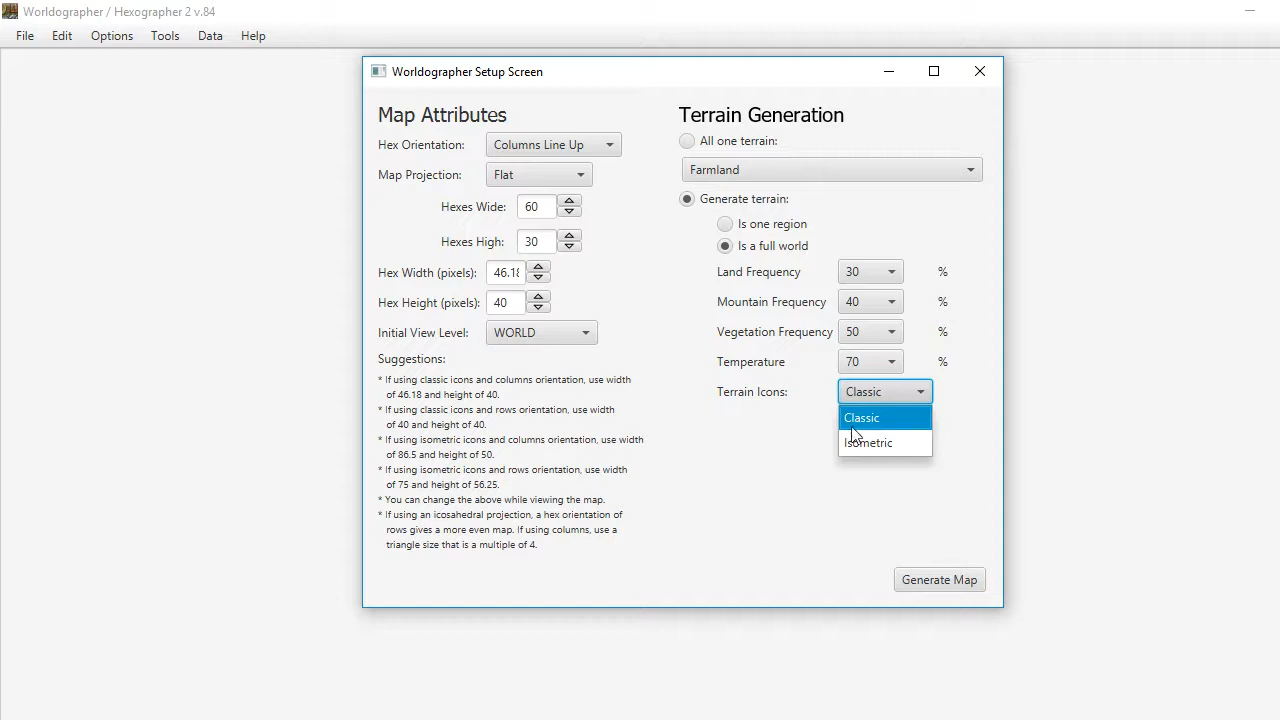 Worldographer / Hexographer 2 v.84
File Edit Options Tools Data Help
Worldographer Setup Screen
Map Attributes
Hex Orientation: Columns Line Up
Map Projection: Flat
Hexes Wide: 60
Hexes High: 30
Hex Width (pixels): 46.18
Hex Height (pixels): 40
Initial View Level: WORLD
Suggestions:
* If using classic icons and columns orientation, use width
of 46.18 and height of 40.
* If using classic icons and rows orientation, use width
of 40 and height of 40.
* If using isometric icons and columns orientation, use width
of 86.5 and height of 50.
* If using isometric icons and rows orientation, use width
of 75 and height of 56.25.
* You can change the above while viewing the map.
* If using an icosahedral projection, a hex orientation of
rows gives a more even map. If using columns, use a
triangle size that is a multiple of 4.
Terrain Generation
All one terrain:
Farmland
Generate terrain:
Is one region
Is a full world
Land Frequency 30 %
Mountain Frequency 40 %
Vegetation Frequency 50 %
Temperature 70 %
Terrain Icons: Classic
Classic
Isometric
Generate Map